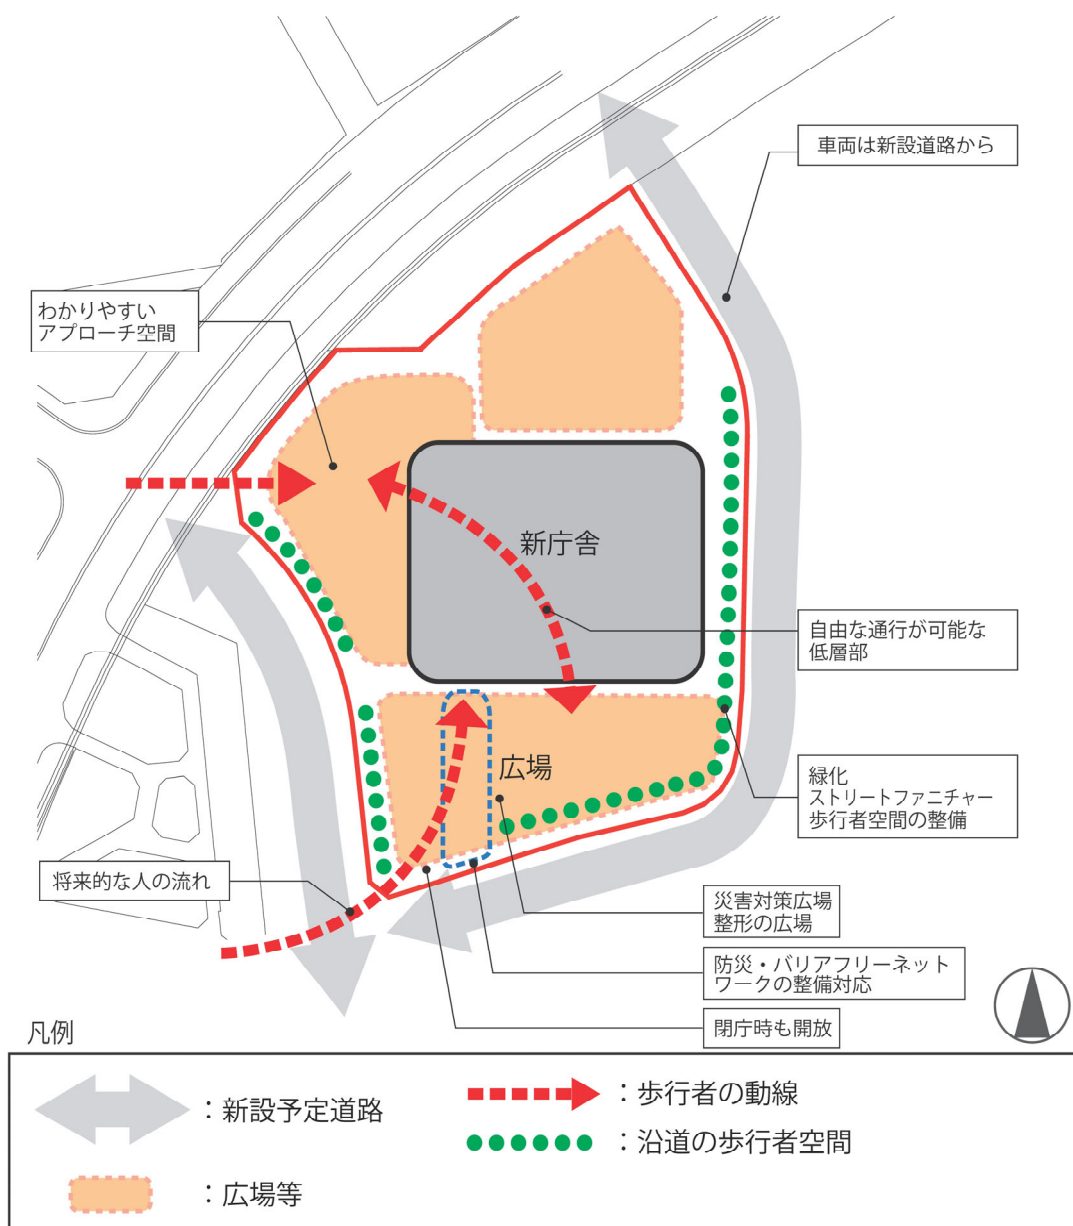 車両は新設道路から
わかりやすい
アプローチ空間
新庁舎
自由な通行が可能な
低層部
広場
緑化
ストリートファニチャー
歩行者空間の整備
将来的な人の流れ
災害対策広場
整形の広場
防災・バリアフリーネット
ワークの整備対応
閉庁時も開放
凡例
：新設予定道路
：歩行者の動線
：沿道の歩行者空間
：広場等